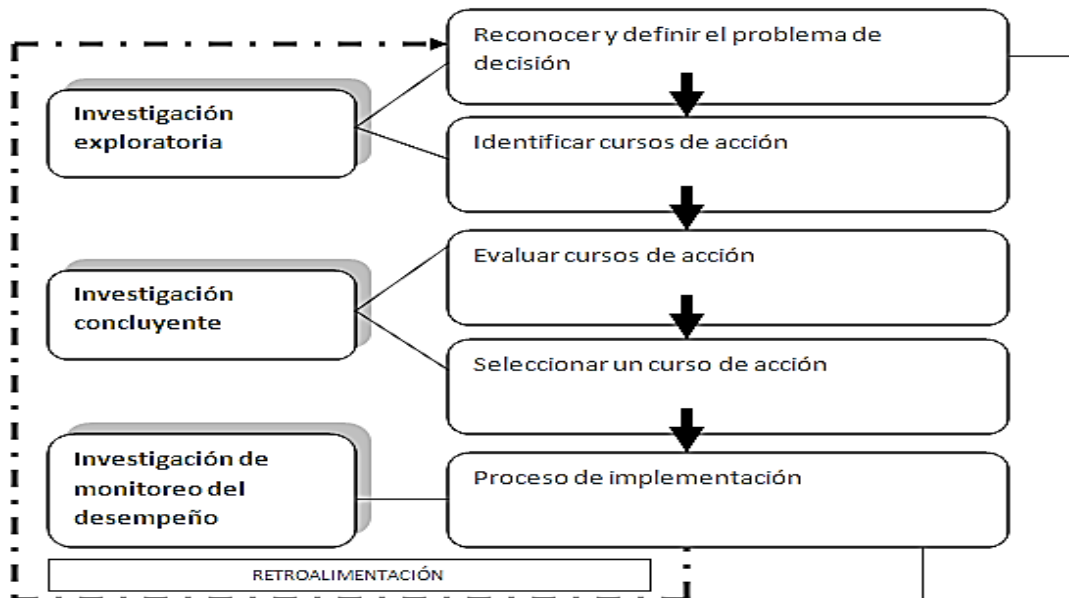 Reconocer y definir el problema de
decisión
Investigación
exploratoria
Identificar cursos de acción
Evaluar cursos de acción
Investigación
concluyente
Seleccionar un curso de acción
Investigación de
monitoreo del
desempeño
Proceso de implementación
RETROALIMENTACIÓN